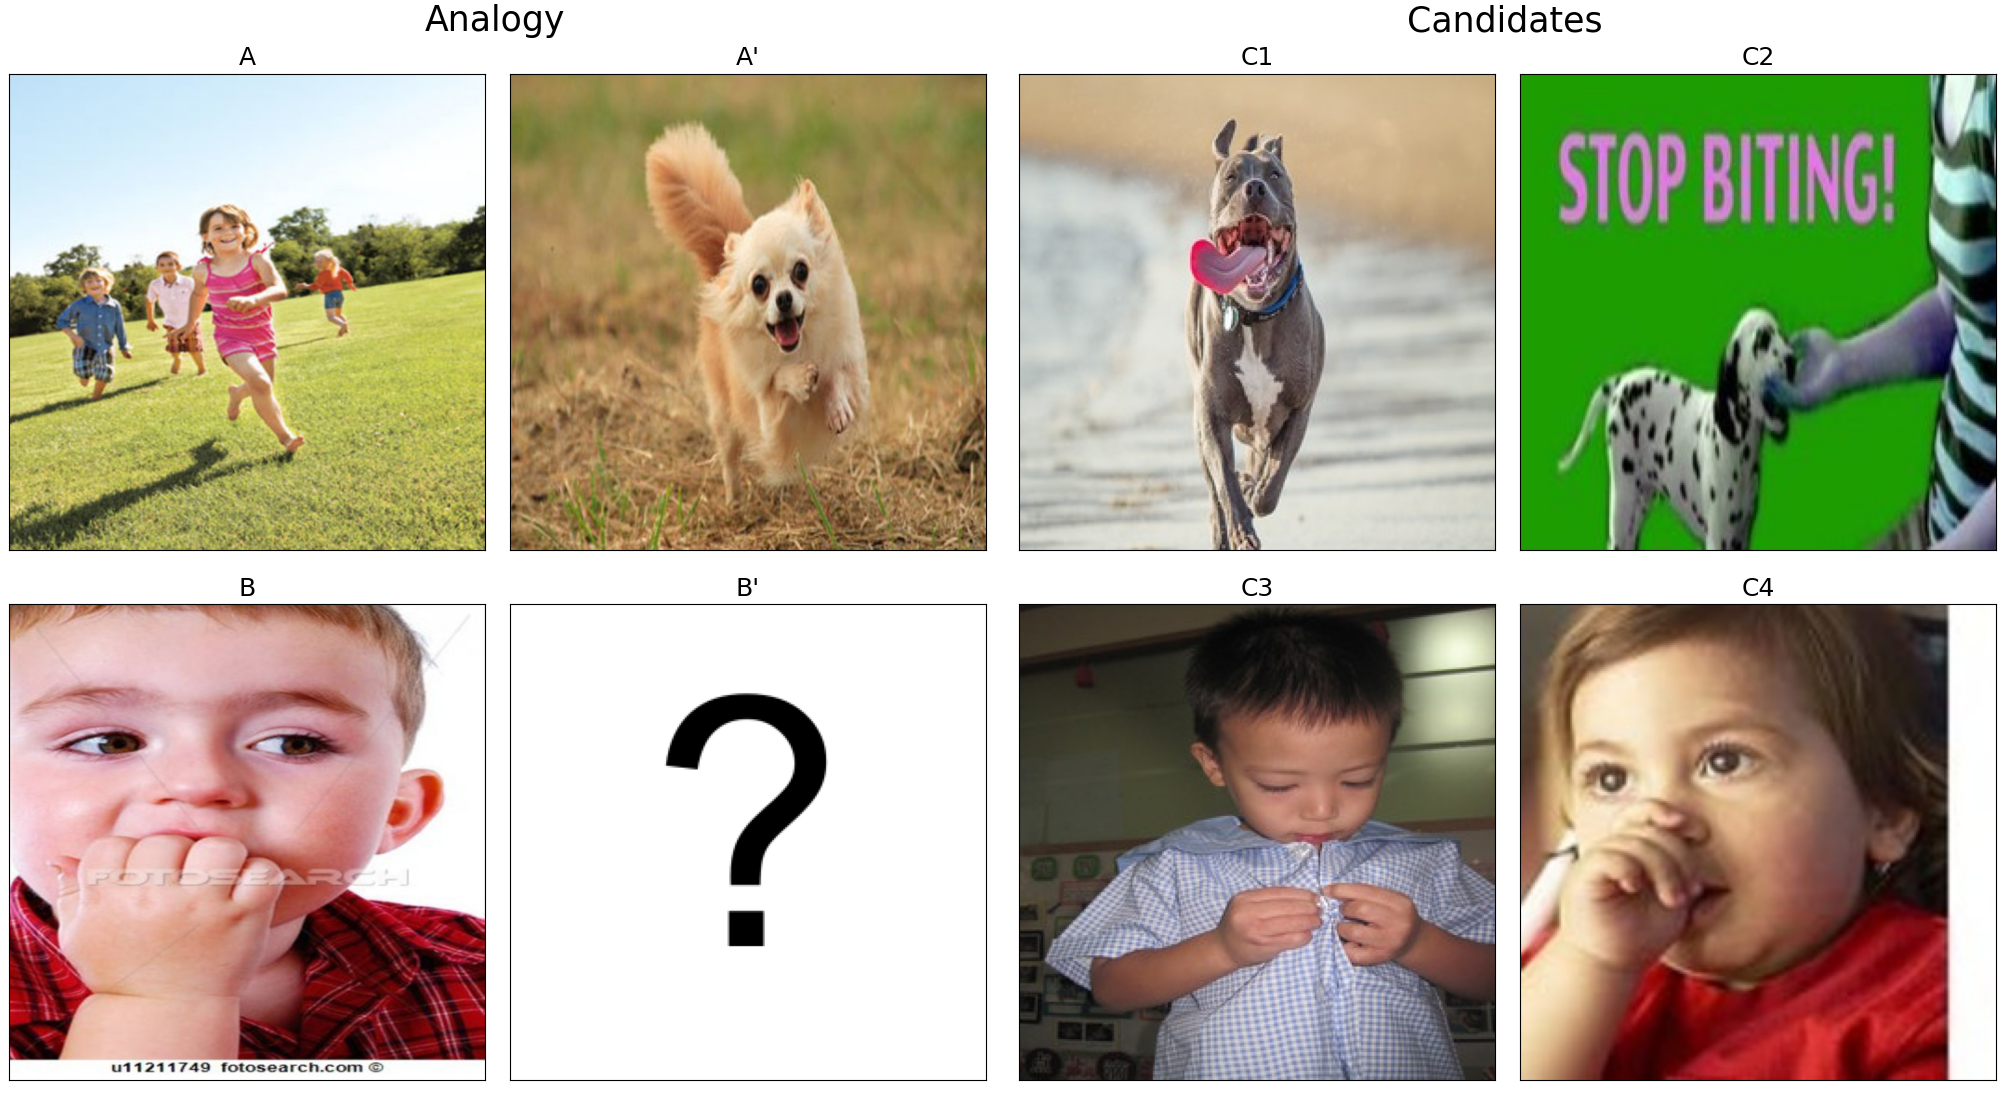 Analogy
Candidates
A
A'
C1
C2
STOP BITING!
B
B'
C3
C4
?
FOTOSEARCH
u11211749 fotosearch.com ©